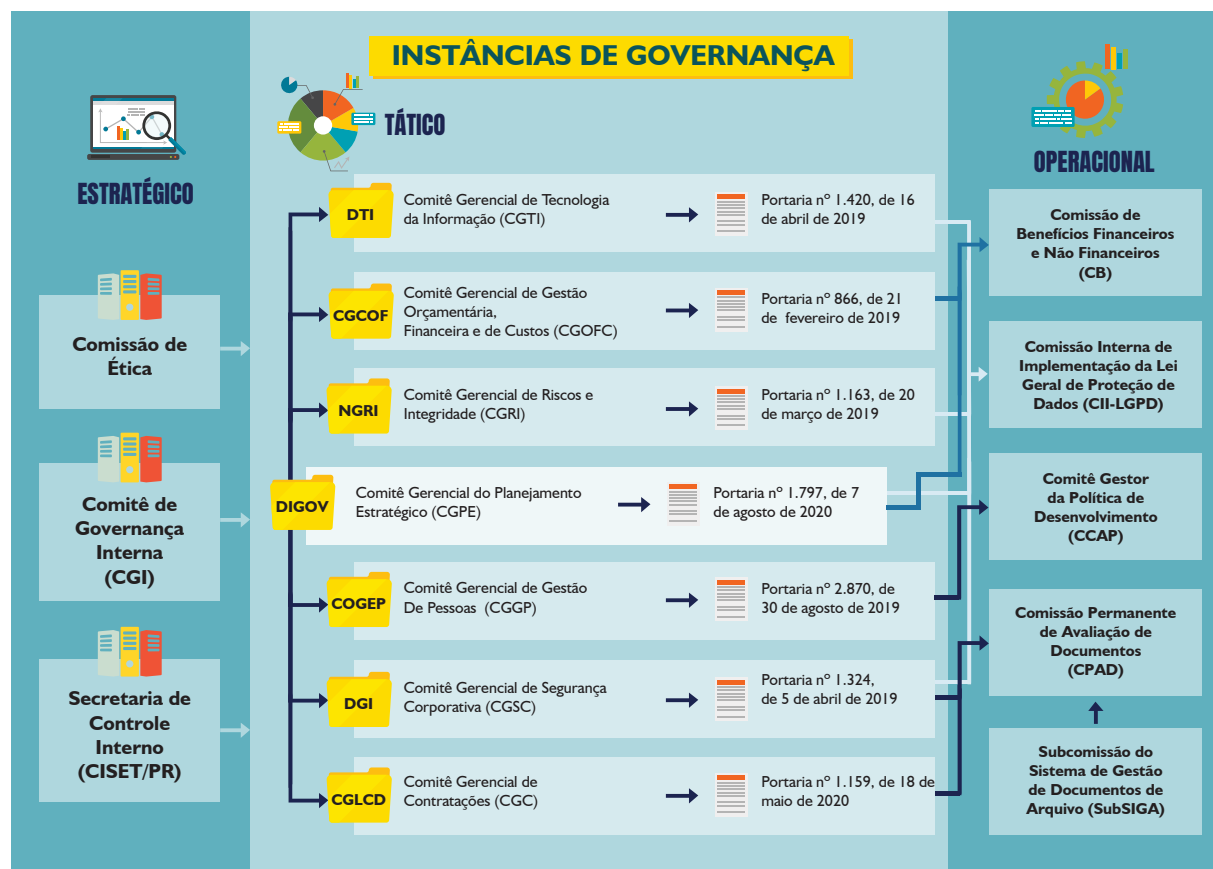 INSTÂNCIAS DE GOVERNANÇA
ESTRATÉGICO
Comissão de
Ética
Comitê de
Governança
Interna
(CGI)
Secretaria de
Controle
Interno
(CISET/PR)
TÁTICO
DTI
Comitê Gerencial de Tecnologia
da Informação (CGTI)
Portaria nº 1.420, de 16
de abril de 2019
CGCOF
Comitê Gerencial de Gestão
Orçamentária,
Financeira e de Custos (CGOFC)
Portaria nº 866, de 21
de fevereiro de 2019
NGRI
Comitê Gerencial de Riscos e
Integridade (CGRI)
Portaria nº 1.163, de 20
de março de 2019
DIGOV
Comitê Gerencial do Planejamento
Estratégico (CGPE)
Portaria nº 1.797, de 7
de agosto de 2020
COGEP
Comitê Gerencial de Gestão
De Pessoas (CGGP)
Portaria nº 2.870, de
30 de agosto de 2019
DGI
Comitê Gerencial de Segurança
Corporativa (CGSC)
Portaria nº 1.324,
de 5 de abril de 2019
CGLCD
Comitê Gerencial de
Contratações (CGC)
Portaria nº 1.159, de 18 de
maio de 2020
OPERACIONAL
Comissão de
Benefícios Financeiros
e Não Financeiros
(CB)
Comissão Interna de
Implementação da Lei
Geral de Proteção de
Dados (CII-LGPD)
Comitê Gestor
da Política de
Desenvolvimento
(CCAP)
Comissão Permanente
de Avaliação de
Documentos
(CPAD)
Subcomissão do
Sistema de Gestão
de Documentos de
Arquivo (SubSIGA)